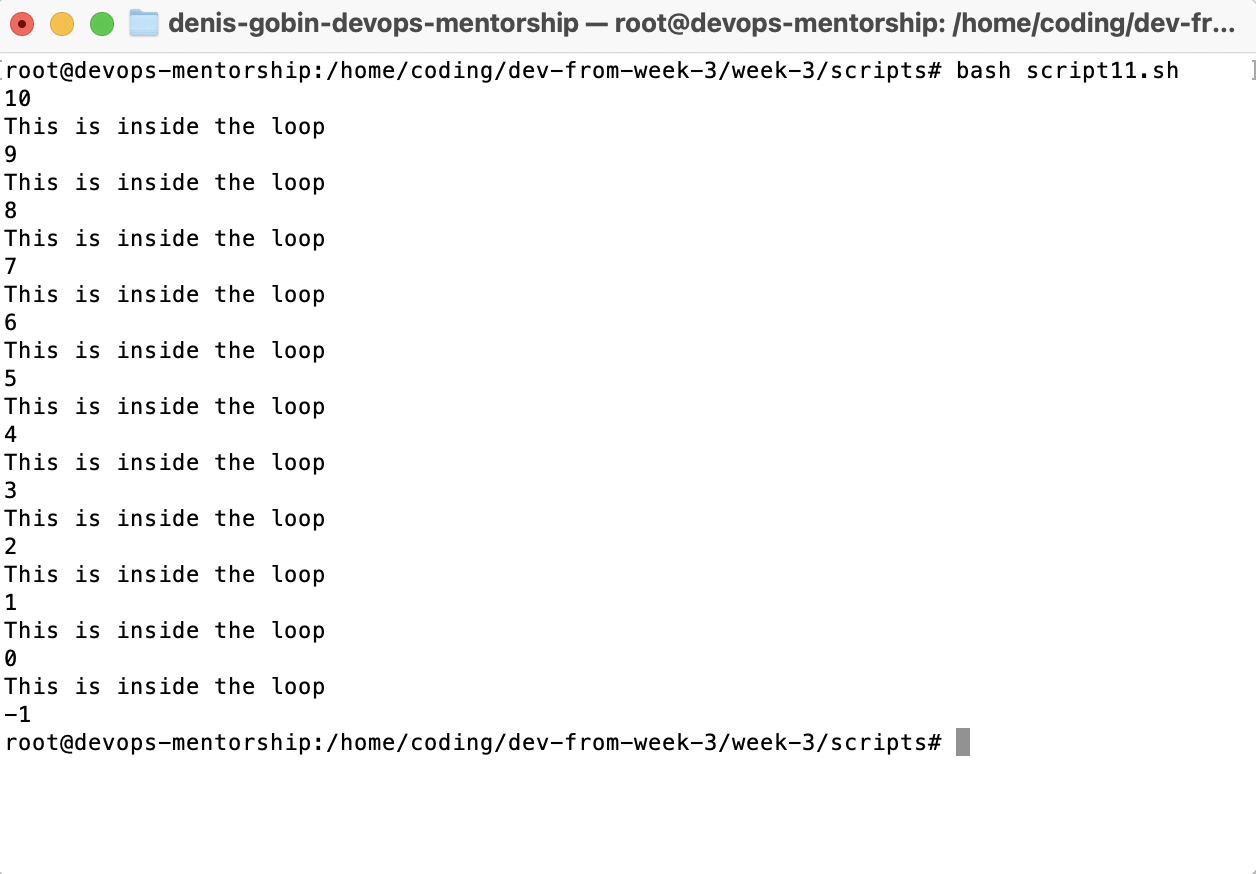 denis-gobin-devops-mentorship — root@devops-mentorship: /home/coding/dev-fr...
[root@devops-mentorship:/home/coding/dev-from-week-3/week-3/scripts# bash script11.sh ]
10
This is inside the loop
9
This is inside the loop
8
This is inside the loop
7
This is inside the loop
6
This is inside the loop
5
This is inside the loop
4
This is inside the loop
3
This is inside the loop
2
This is inside the loop
1
This is inside the loop
0
This is inside the loop
-1
root@devops-mentorship:/home/coding/dev-from-week-3/week-3/scripts#